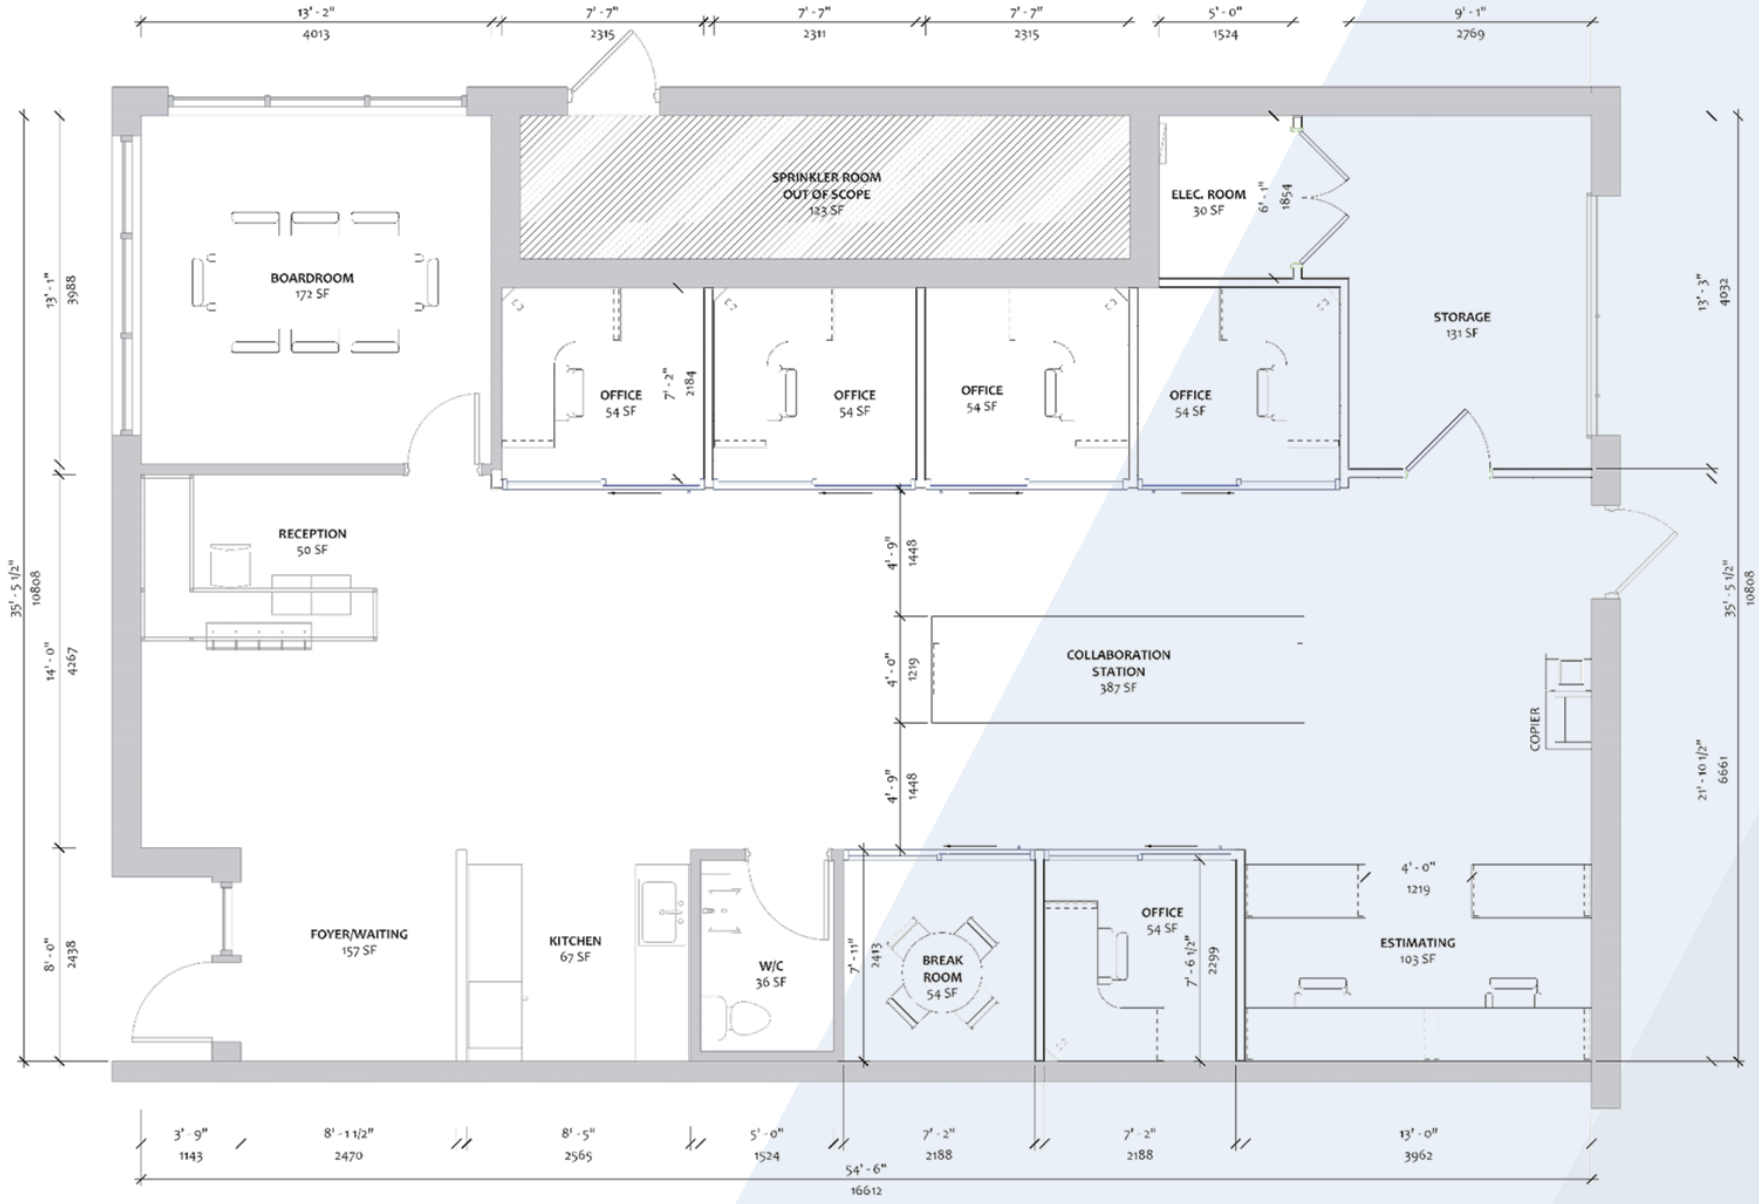 13' - 2"
4013
7' - 7"
2315
7' - 7"
2311
7' - 7"
2315
5' - 0"
1524
9' - 1"
2769
SPRINKLER ROOM
OUT OF SCOPE
123 SF
ELEC. ROOM
30 SF
6' - 1"
1854
BOARDROOM
172 SF
13' - 1"
3988
STORAGE
131 SF
13' - 3"
4032
OFFICE
54 SF
7' - 2"
2184
OFFICE
54 SF
OFFICE
54 SF
OFFICE
54 SF
RECEPTION
50 SF
35' - 5 1/2"
10808
14' - 0"
4267
4' - 9"
1448
4' - 0"
1219
4' - 9"
1448
COLLABORATION
STATION
387 SF
COPIER
35' - 5 1/2"
10808
21' - 10 1/2"
6661
8' - 0"
2438
FOYER/WAITING
157 SF
KITCHEN
67 SF
W/C
36 SF
7' - 11"
2413
BREAK
ROOM
54 SF
OFFICE
54 SF
7' - 6 1/2"
2299
4' - 0"
1219
ESTIMATING
103 SF
3' - 9"
1143
8' - 1 1/2"
2470
8' - 5"
2565
5' - 0"
1524
7' - 2"
2188
7' - 2"
2188
13' - 0"
3962
54' - 6"
16612